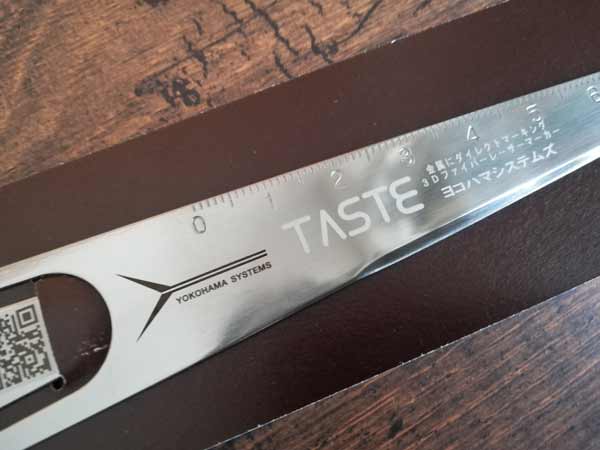 0 1 2 3 4 5 6
TASTE
金属にダイレクトマーキング
3Dファイバーレーザーマーカー
ヨコハマシステムズ
YOKOHAMA SYSTEMS